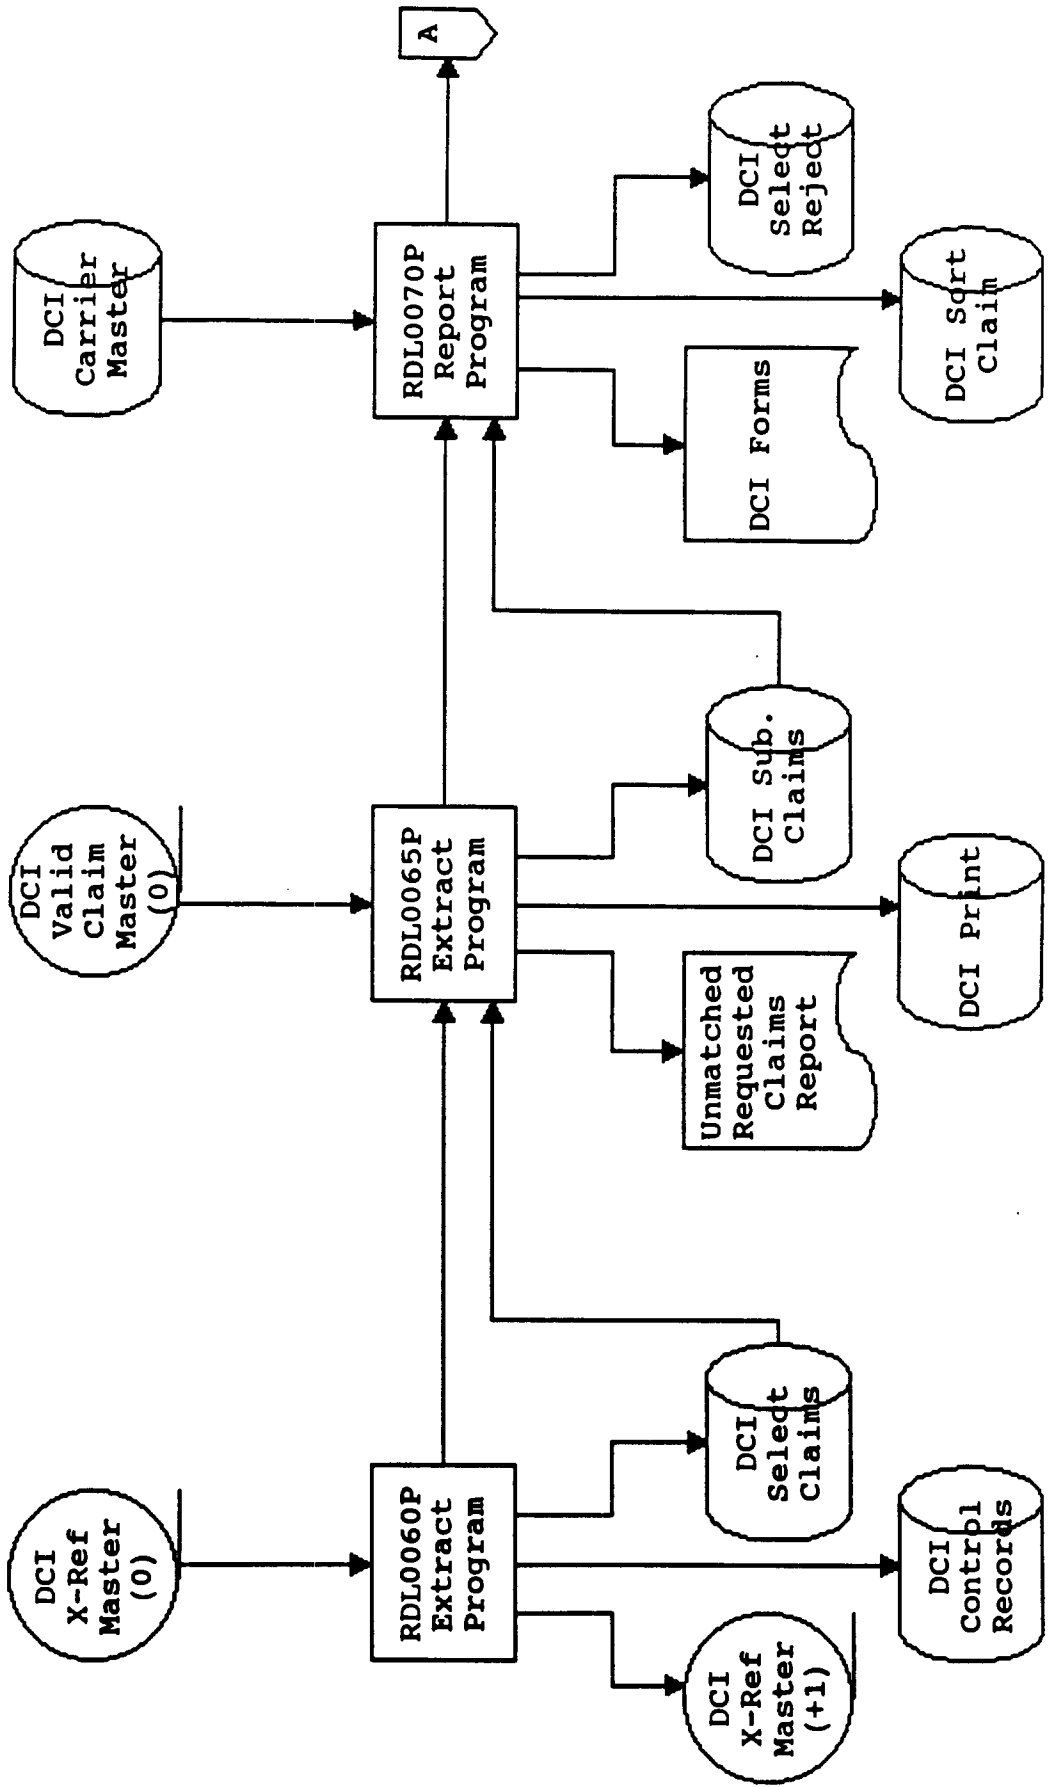 DCI
X-Ref
Master
(0)
DCI
Valid
Claim
Master
(0)
DCI
Carrier
Master
RDL0060P
Extract
Program
RDL0065P
Extract
Program
RDL0070P
Report
Program
A
DCI
X-Ref
Master
(+1)
DCI
Select
Claims
Unmatched
Requested
Claims
Report
DCI Sub.
Claims
DCI Forms
DCI
Select
Reject
DCI
Control
Records
DCI Print
DCI Sort
Claim